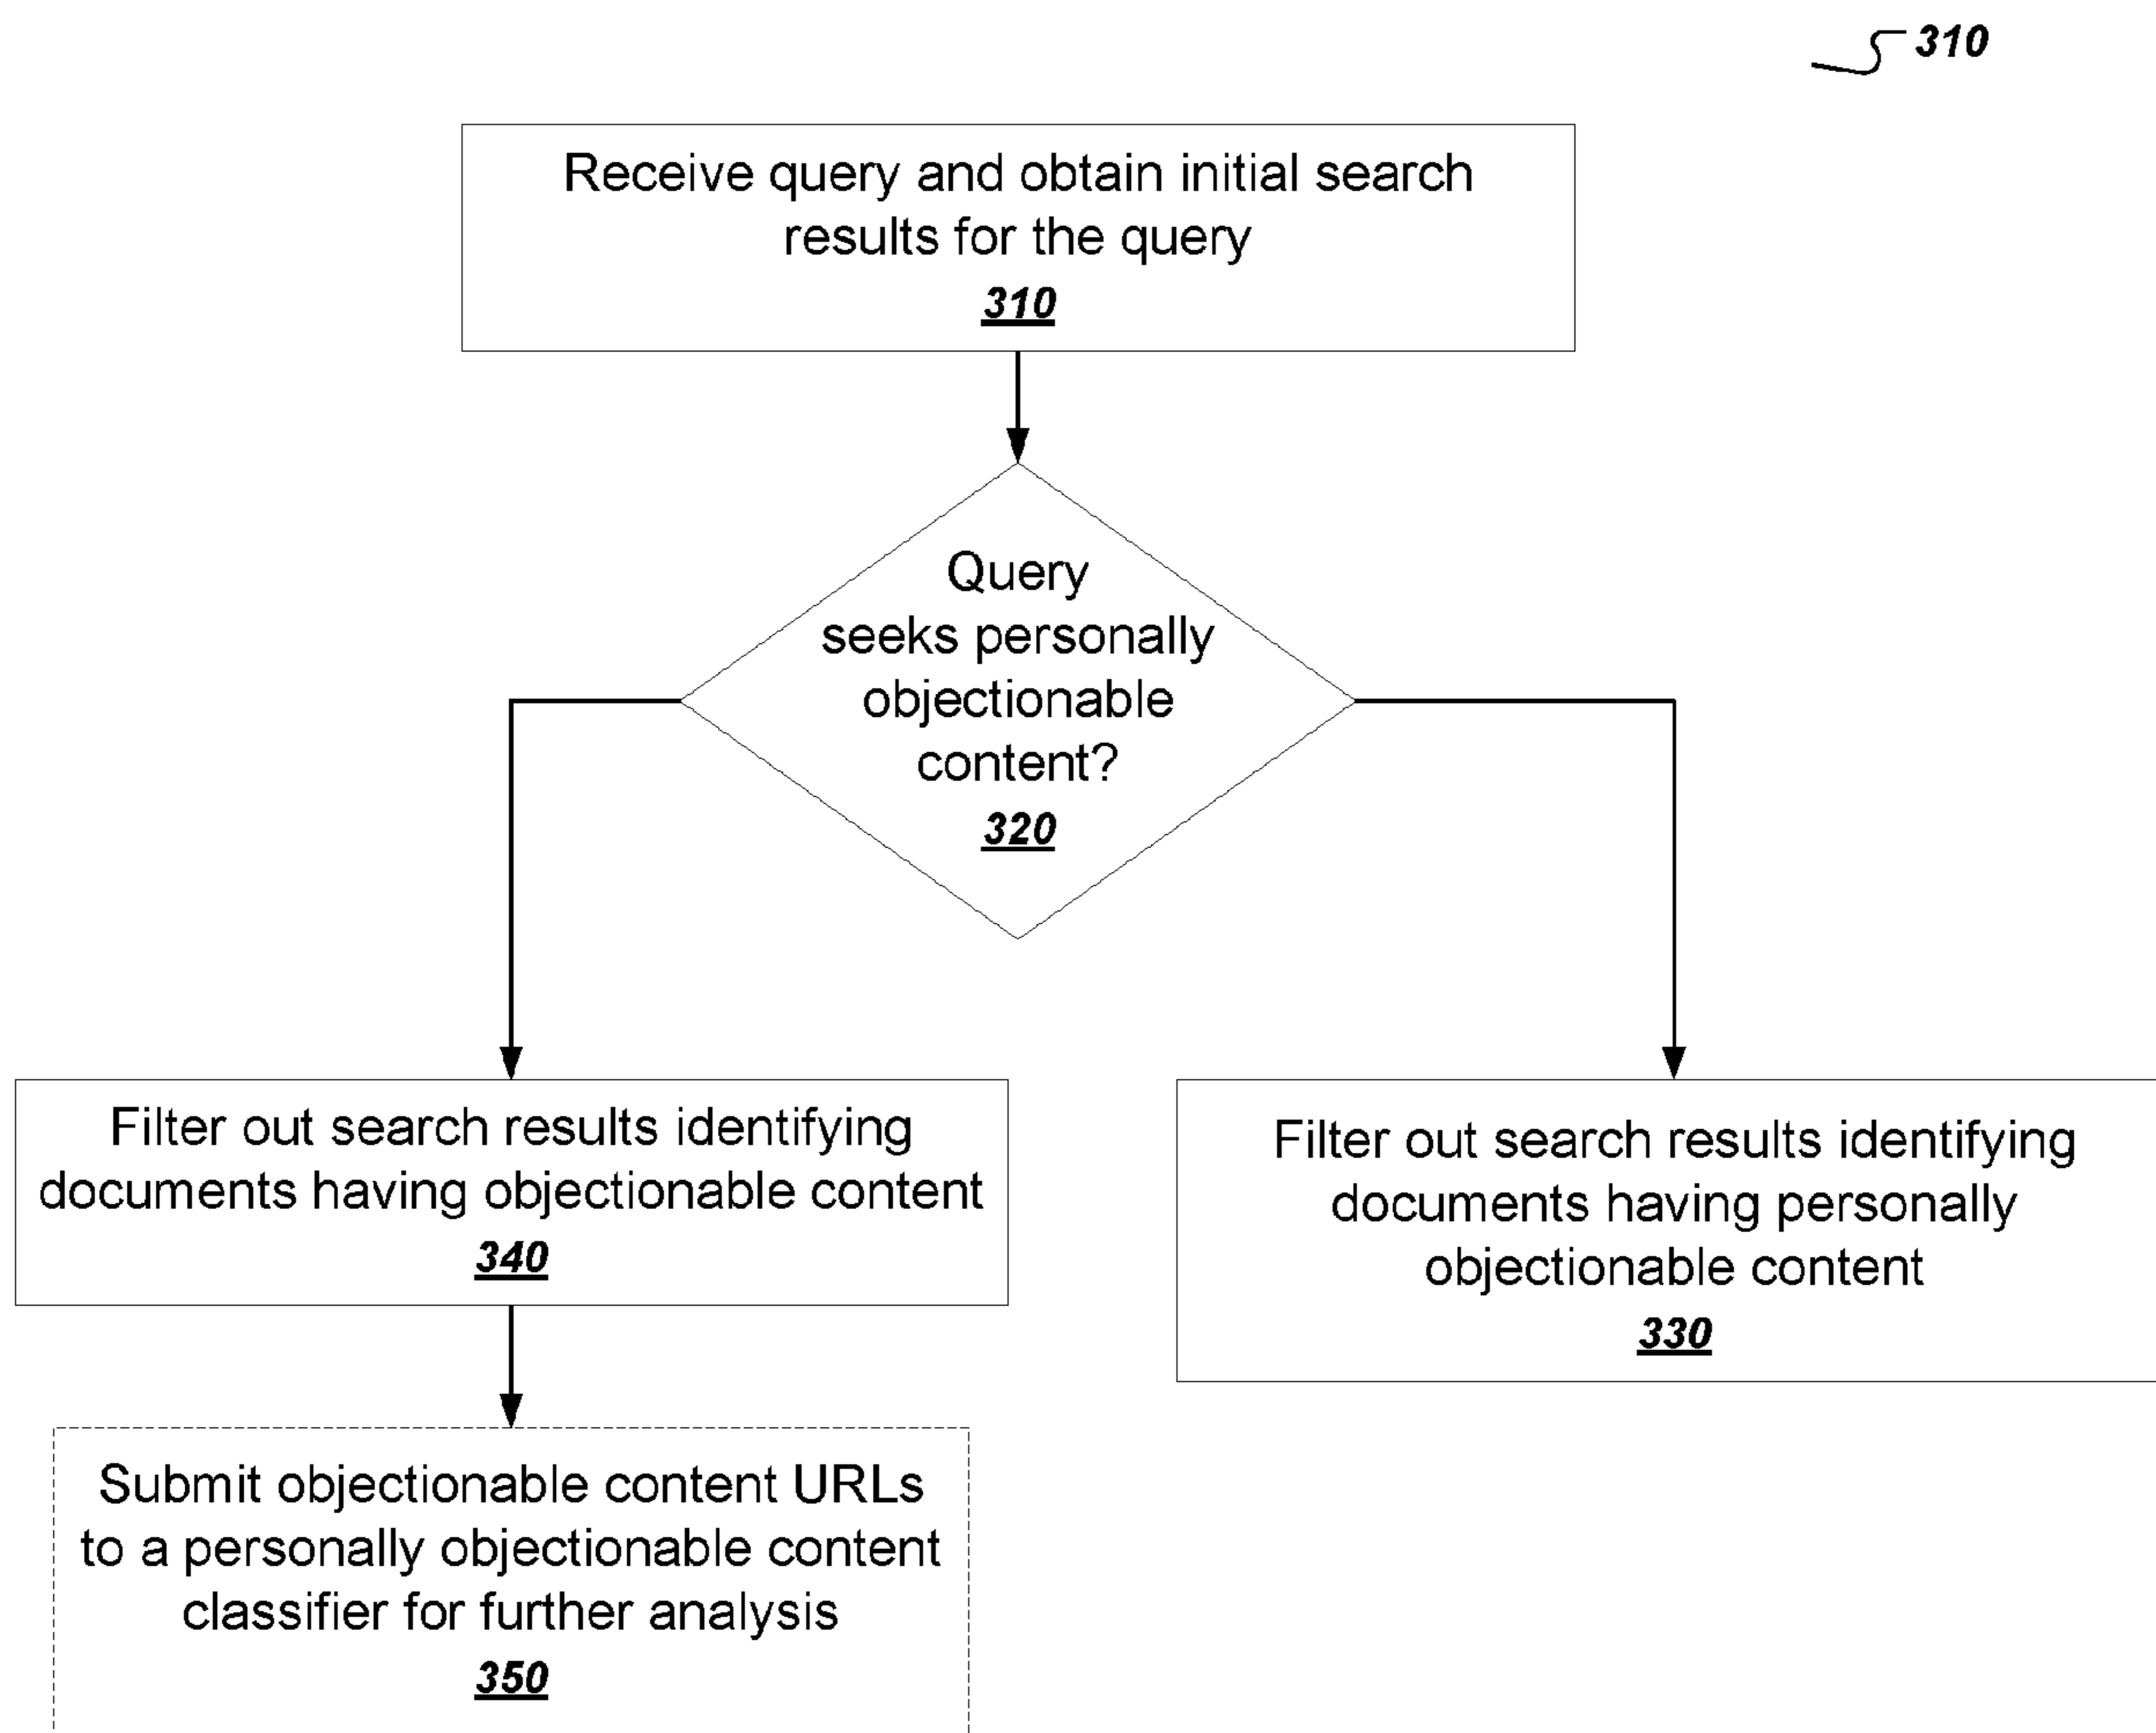 310
Receive query and obtain initial search
results for the query
310
Query
seeks personally
objectionable
content?
320
Filter out search results identifying
documents having objectionable content
340
Filter out search results identifying
documents having personally
objectionable content
330
Submit objectionable content URLs
to a personally objectionable content
classifier for further analysis
350